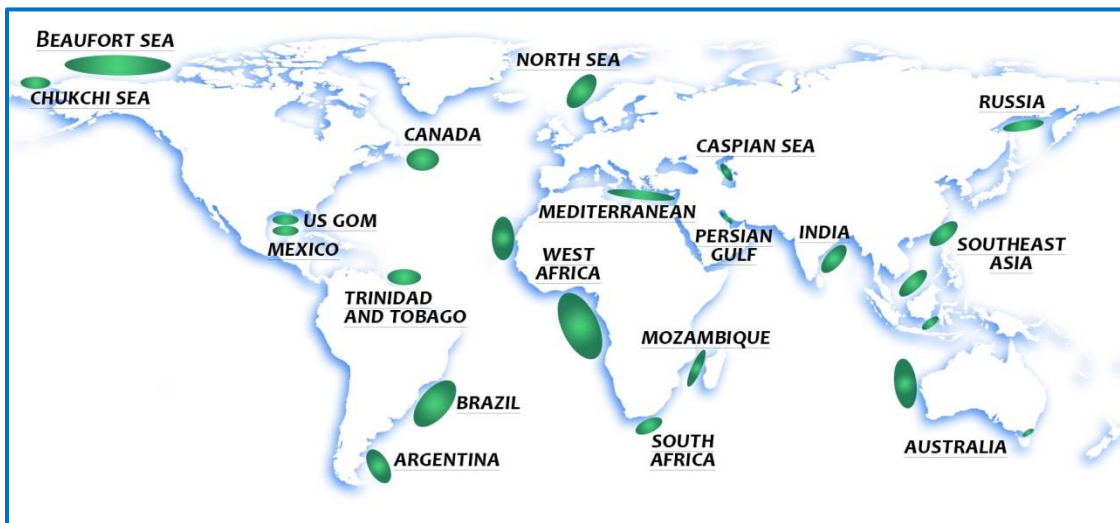 BEAUFORT SEA
CHUKCHI SEA
CANADA
US GOM
MEXICO
TRINIDAD
AND TOBAGO
BRAZIL
ARGENTINA
NORTH SEA
MEDITERRANEAN
WEST
AFRICA
CASPIAN SEA
PERSIAN
GULF
MOZAMBIQUE
SOUTH
AFRICA
RUSSIA
INDIA
SOUTHEAST
ASIA
AUSTRALIA